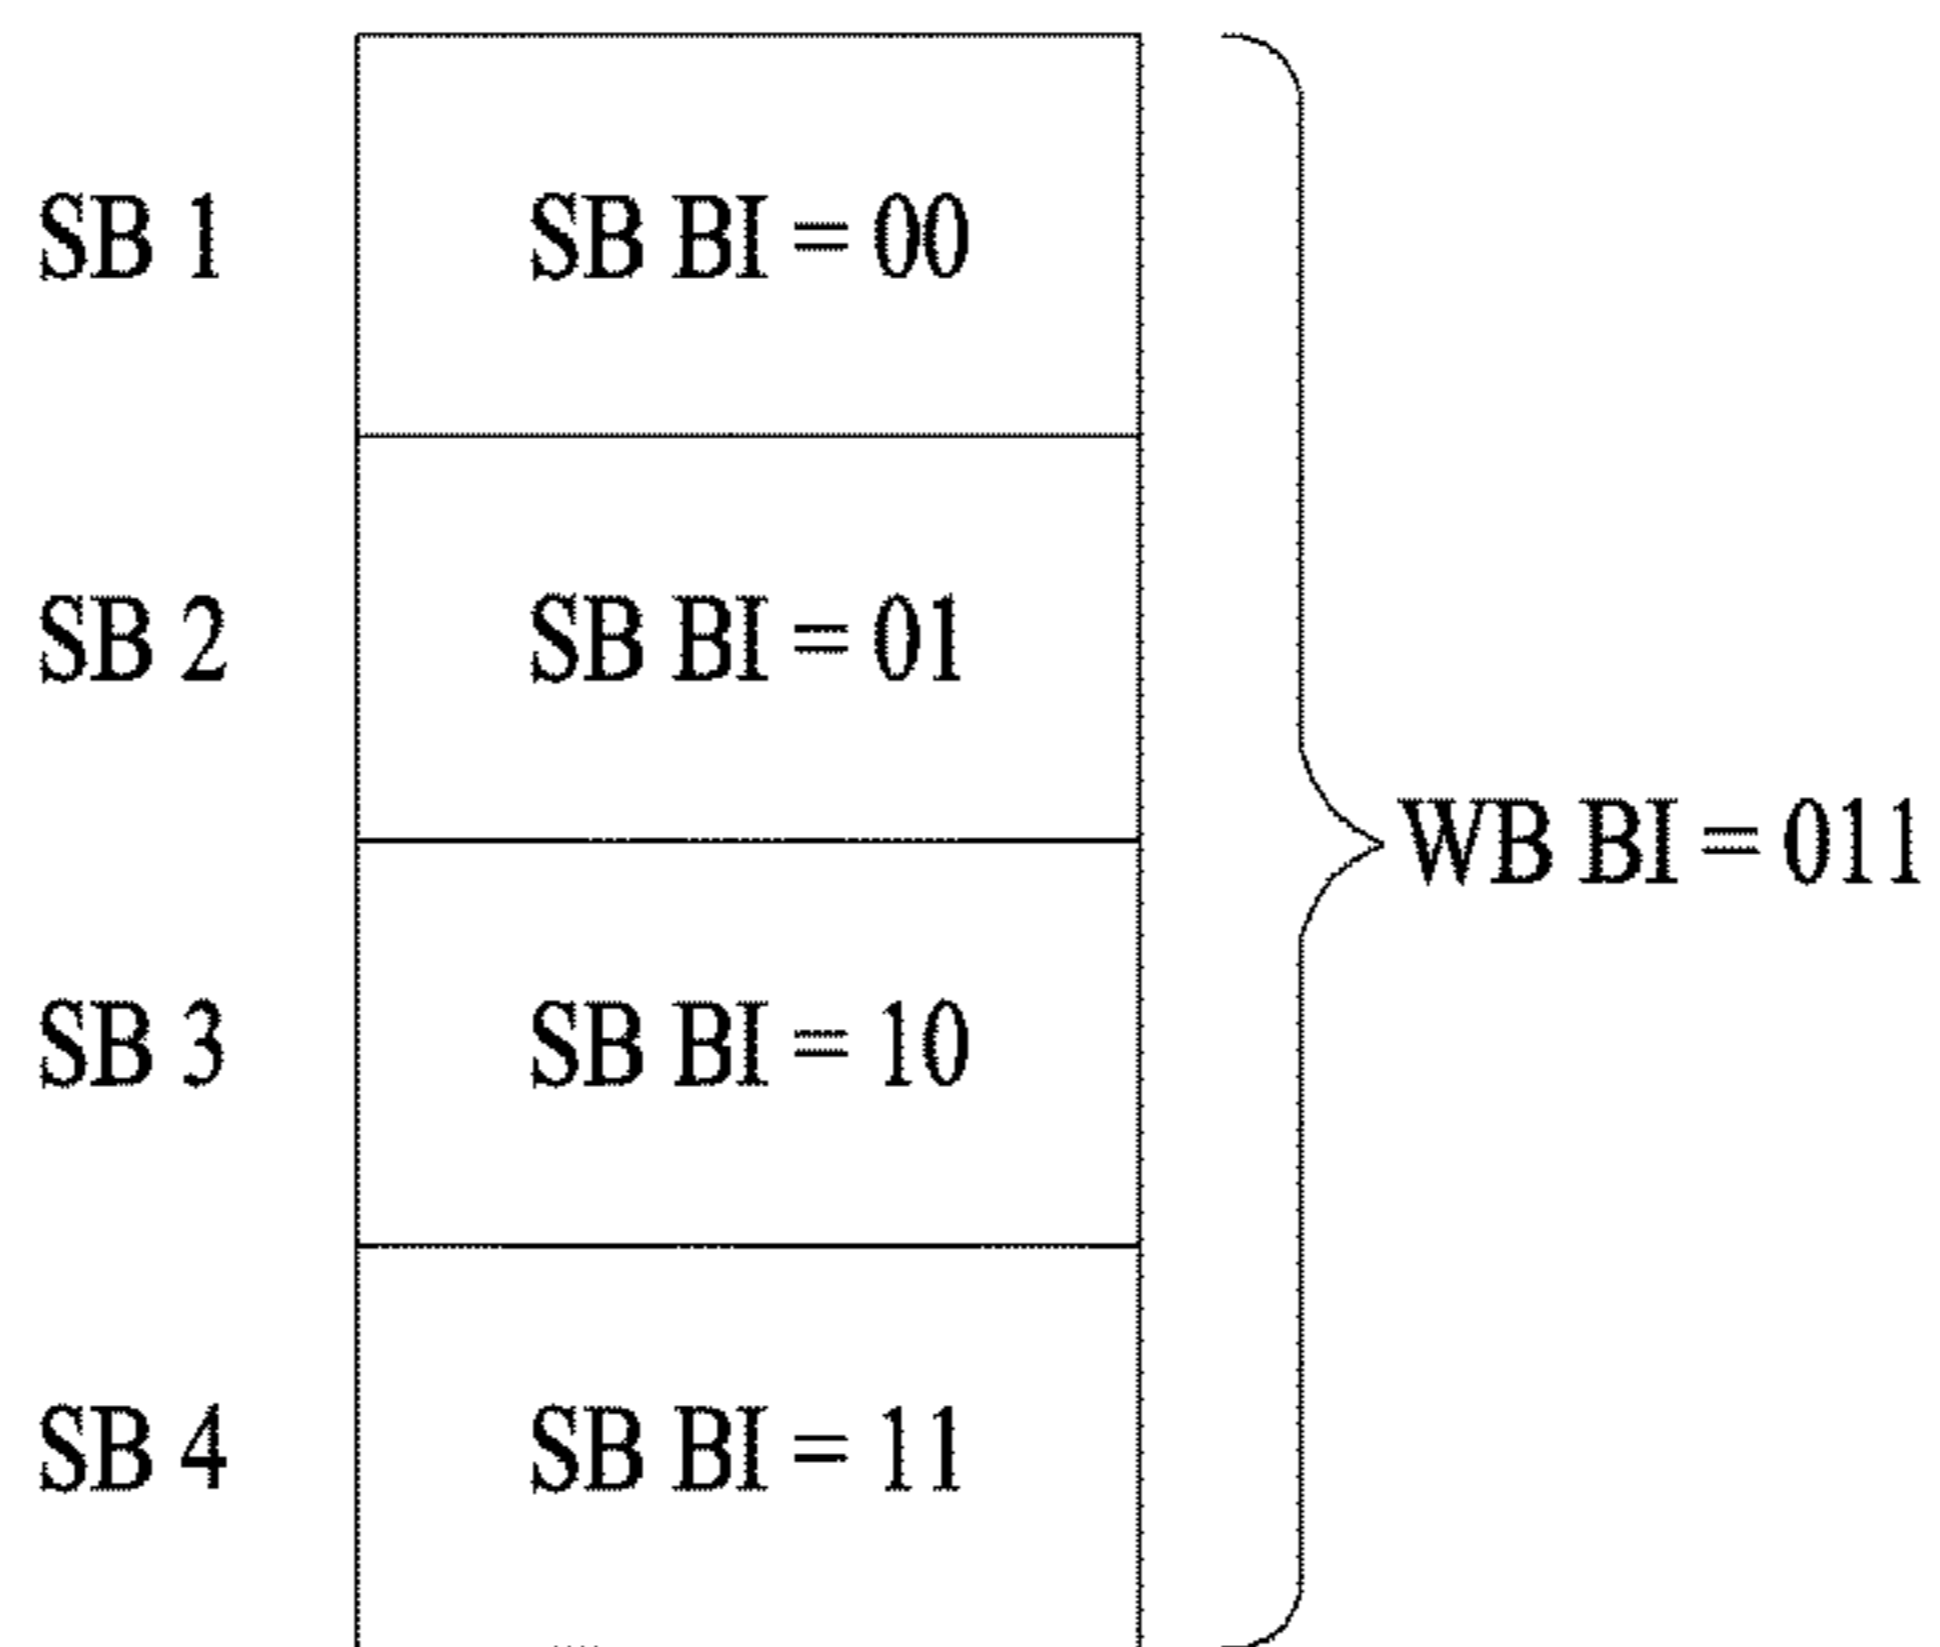 SB 1 SB BI = 00
SB 2 SB BI = 01
WB BI = 011
SB 3 SB BI = 10
SB 4 SB BI = 11